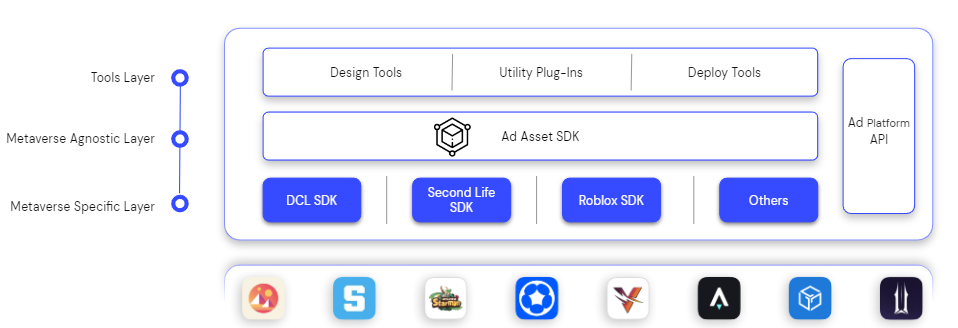 Tools Layer
Design Tools
Utility Plug-Ins
Deploy Tools
Metaverse Agnostic Layer
Ad Asset SDK
Ad Platform
API
Metaverse Specific Layer
DCL SDK
Second Life
SDK
Roblox SDK
Others
S